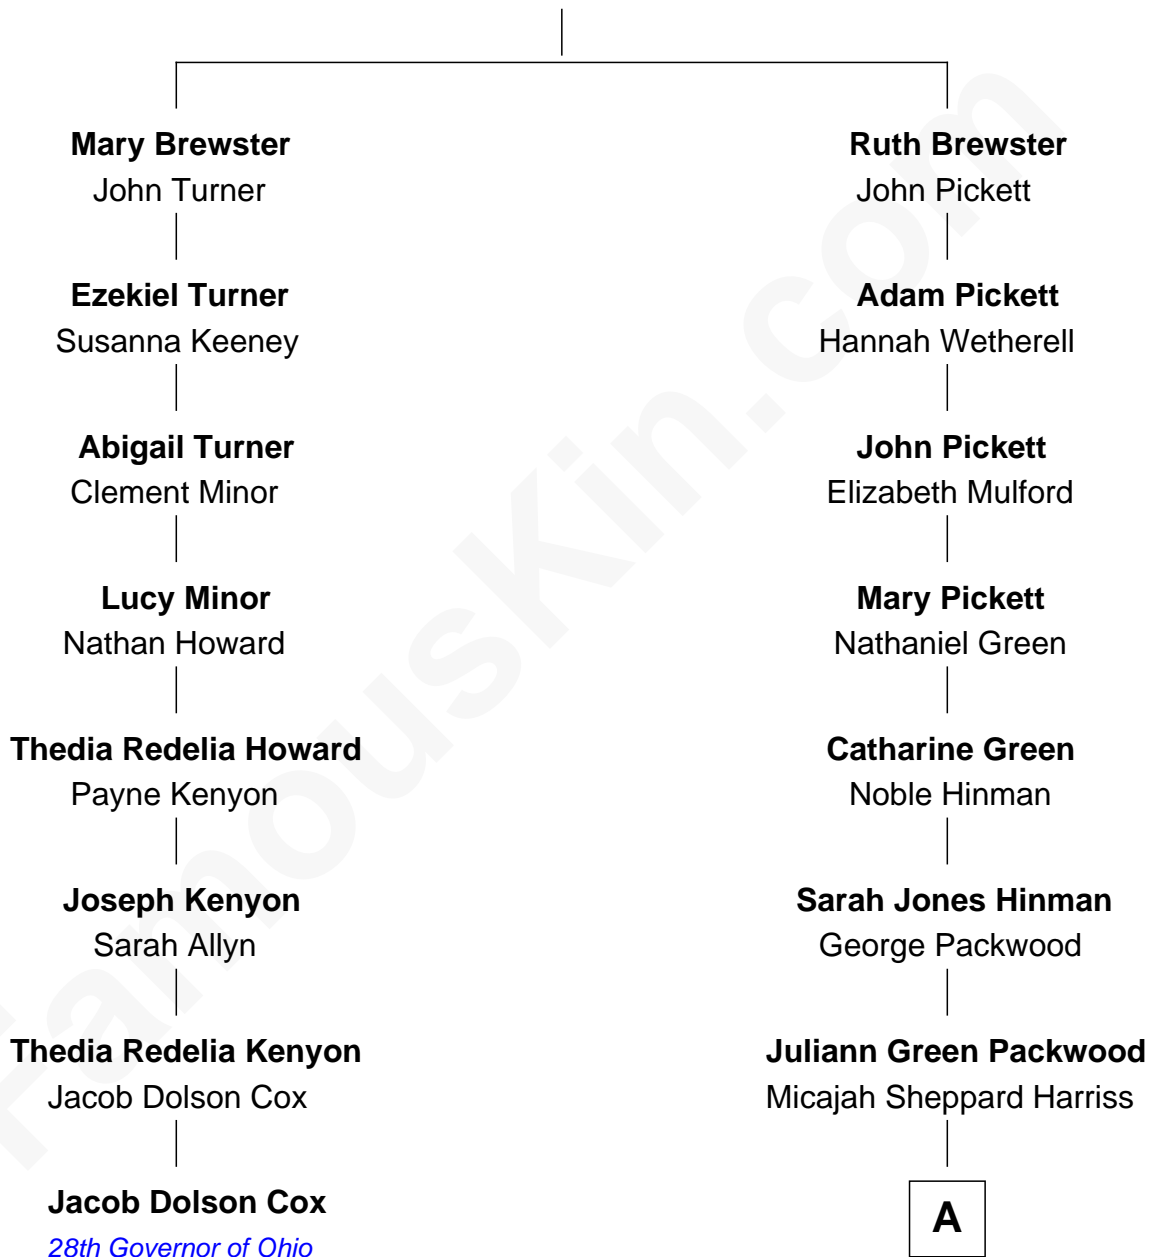 Mary Brewster
John Turner
Ruth Brewster
John Pickett
Ezekiel Turner
Susanna Keeney
Adam Pickett
Hannah Wetherell
Abigail Turner
Clement Minor
John Pickett
Elizabeth Mulford
Lucy Minor
Nathan Howard
Mary Pickett
Nathaniel Green
Thedia Redelia Howard
Payne Kenyon
Catharine Green
Noble Hinman
Joseph Kenyon
Sarah Allyn
Sarah Jones Hinman
George Packwood
Thedia Redelia Kenyon
Jacob Dolson Cox
Juliann Green Packwood
Micajah Sheppard Harriss
Jacob Dolson Cox
28th Governor of Ohio
A
FamousKin.com